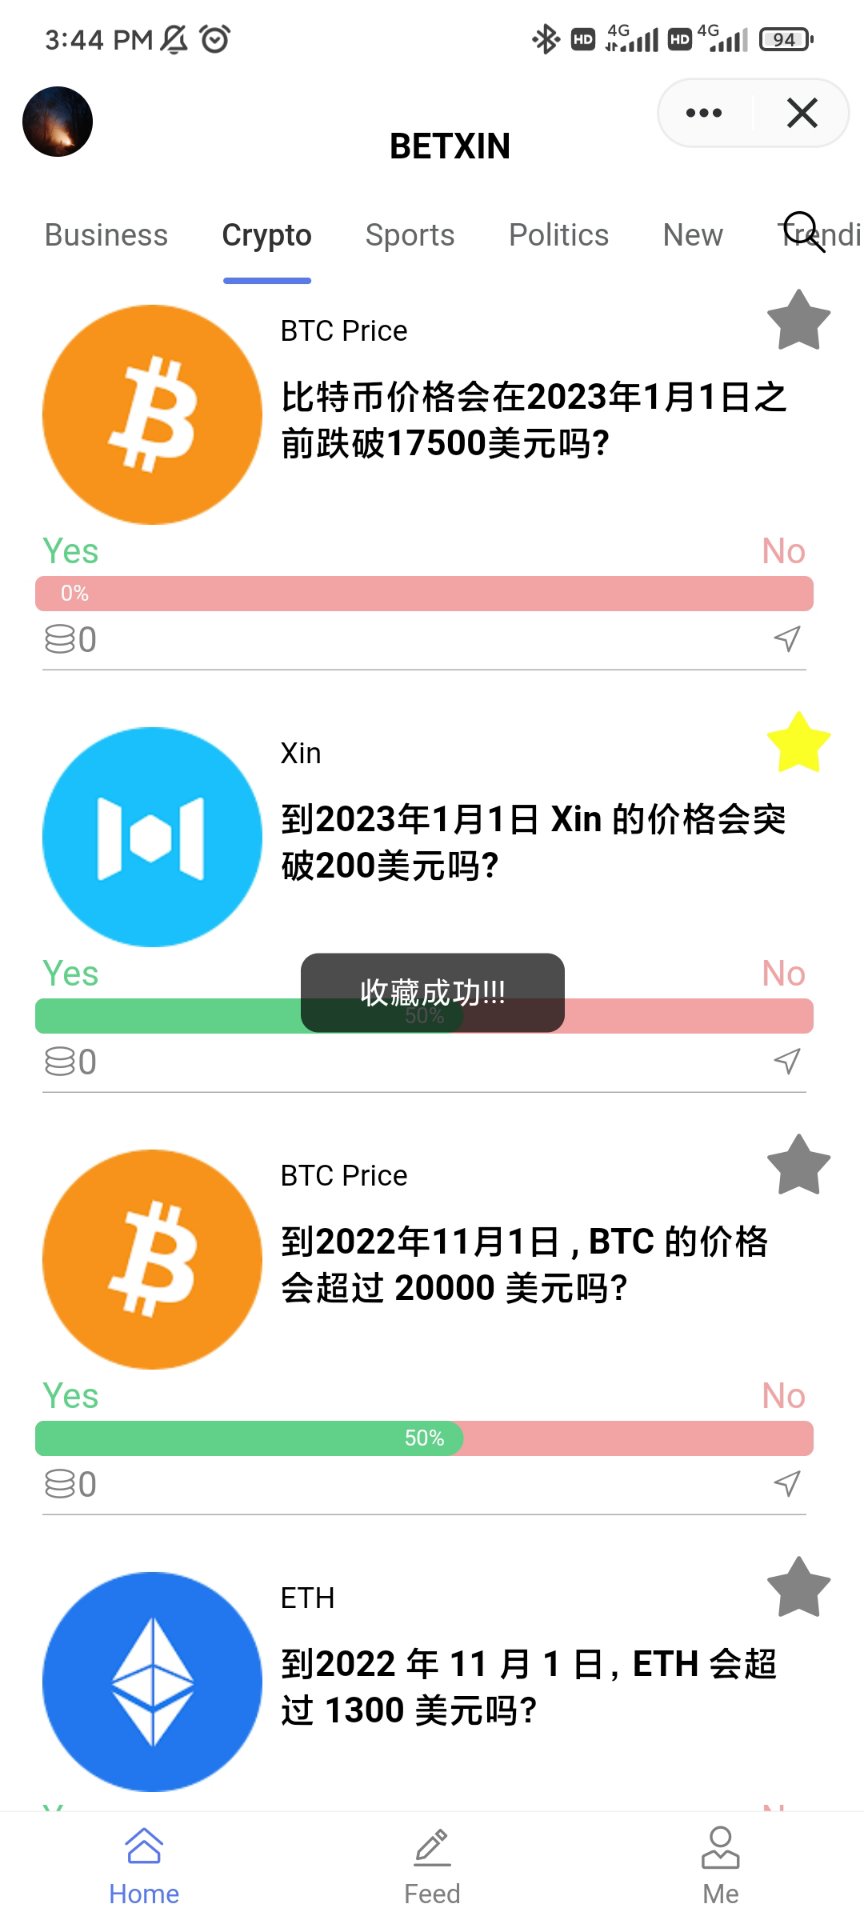 3:44 PM HD 4G HD 4G 94
BETXIN
Business Crypto Sports Politics New Trendi
BTC Price
比特币价格会在2023年1月1日之
前跌破17500美元吗?
Yes No
0%
0
Xin
到2023年1月1日 Xin 的价格会突
破200美元吗?
Yes No
收藏成功!!!
50%
0
BTC Price
到2022年11月1日 , BTC 的价格
会超过 20000 美元吗?
Yes No
50%
0
ETH
到2022 年 11 月 1 日, ETH 会超
过 1300 美元吗?
Home Feed Me